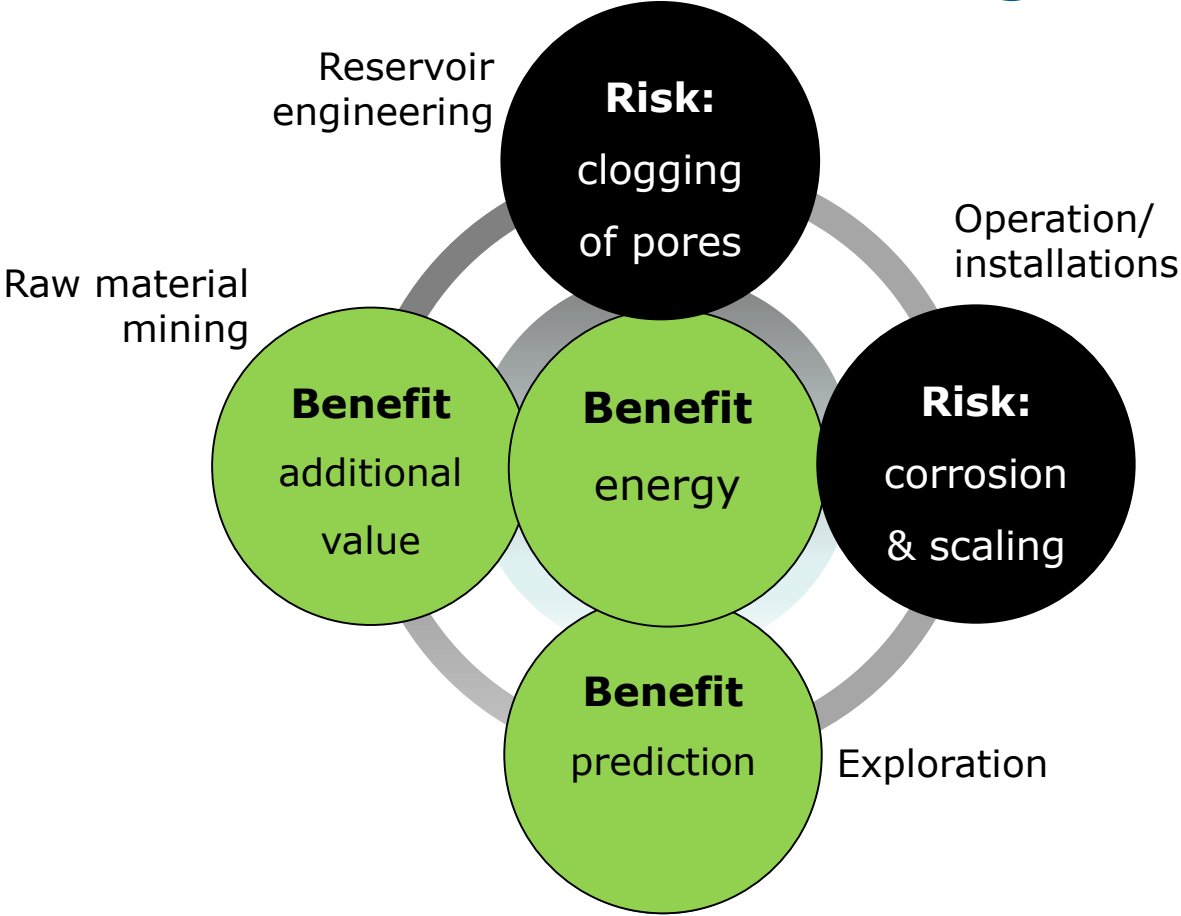 Reservoir
engineering
Risk:
clogging
of pores
Operation/
installations
Raw material
mining
Benefit
additional
value
Benefit
energy
Risk:
corrosion
& scaling
Benefit
prediction
Exploration